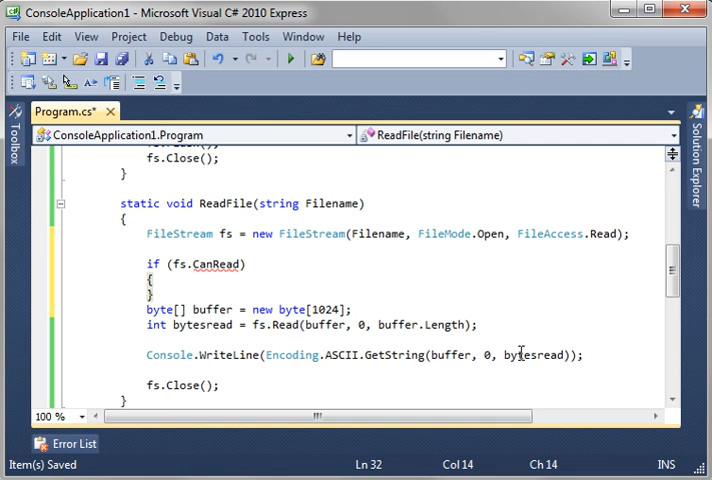 ConsoleApplication1 - Microsoft Visual C# 2010 Express
File Edit View Project Debug Data Tools Window Help
Program.cs*
ConsoleApplication1.Program ReadFile(string Filename)
Toolbox
Solution Explorer
fs.Close();
}
static void ReadFile(string Filename)
{
FileStream fs = new FileStream(Filename, FileMode.Open, FileAccess.Read);
if (fs.CanRead)
{
}
byte[] buffer = new byte[1024];
int bytesread = fs.Read(buffer, 0, buffer.Length);
Console.WriteLine(Encoding.ASCII.GetString(buffer, 0, bytesread));
fs.Close();
}
100 %
Error List
Item(s) Saved Ln 32 Col 14 Ch 14 INS